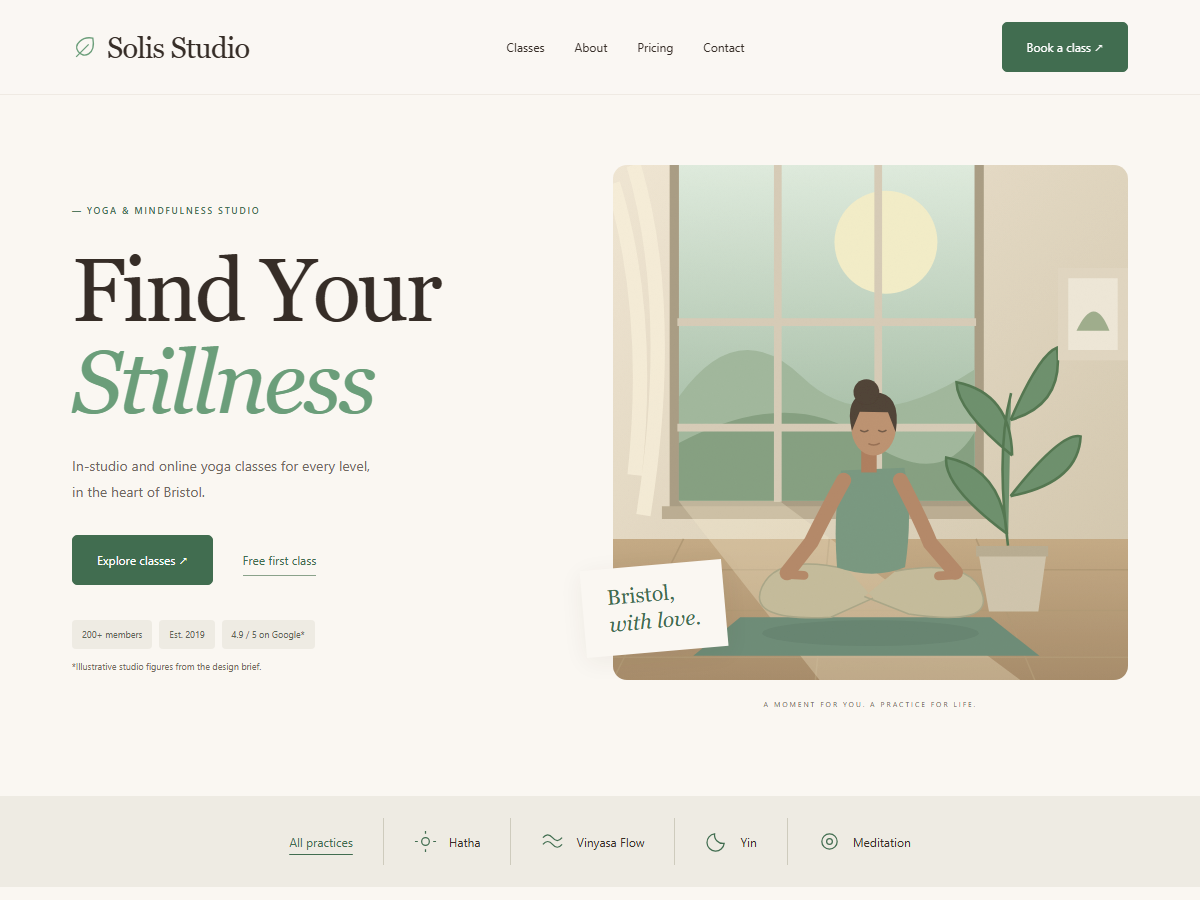 Solis Studio
Classes
About
Pricing
Contact
Book a class ↗
— YOGA & MINDFULNESS STUDIO
Find Your
Stillness
In-studio and online yoga classes for every level,
in the heart of Bristol.
Explore classes ↗
Free first class
200+ members
Est. 2019
4.9 / 5 on Google*
*Illustrative studio figures from the design brief.
Bristol,
with love.
A MOMENT FOR YOU. A PRACTICE FOR LIFE.
All practices
Hatha
Vinyasa Flow
Yin
Meditation